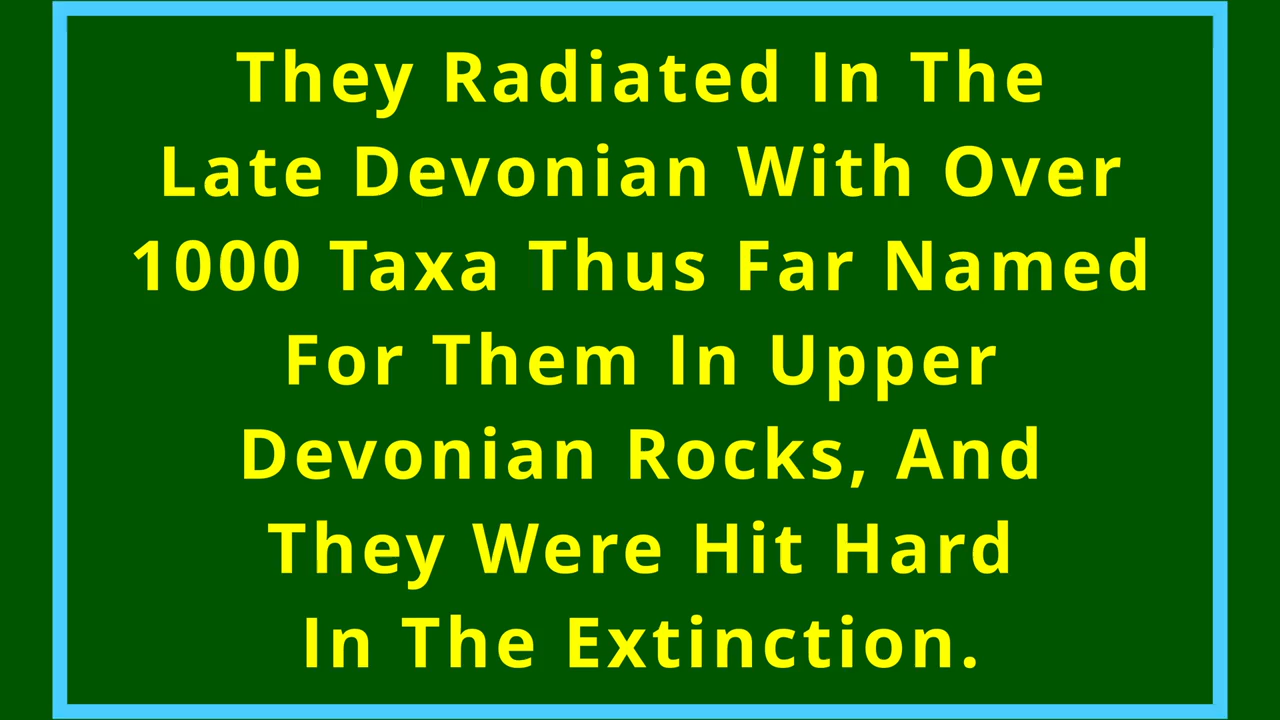 They Radiated In The
Late Devonian With Over
1000 Taxa Thus Far Named
For Them In Upper
Devonian Rocks, And
They Were Hit Hard
In The Extinction.